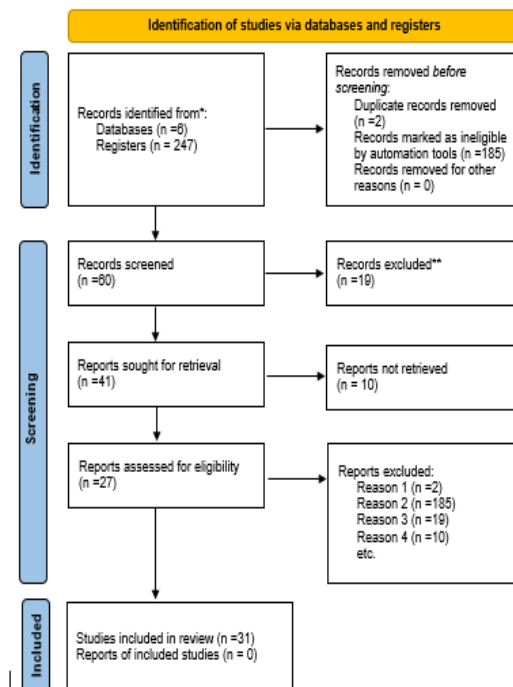 Identification of studies via databases and registers
Identification
Records identified from*:
Databases (n =6)
Registers (n = 247)
Records removed before
screening:
Duplicate records removed
(n =2)
Records marked as ineligible
by automation tools (n =185)
Records removed for other
reasons (n = 0)
Screening
Records screened
(n =60)
Records excluded**
(n =19)
Reports sought for retrieval
(n =41)
Reports not retrieved
(n = 10)
Reports assessed for eligibility
(n =27)
Reports excluded:
Reason 1 (n =2)
Reason 2 (n =185)
Reason 3 (n =19)
Reason 4 (n =10)
etc.
Included
Studies included in review (n =31)
Reports of included studies (n = 0)